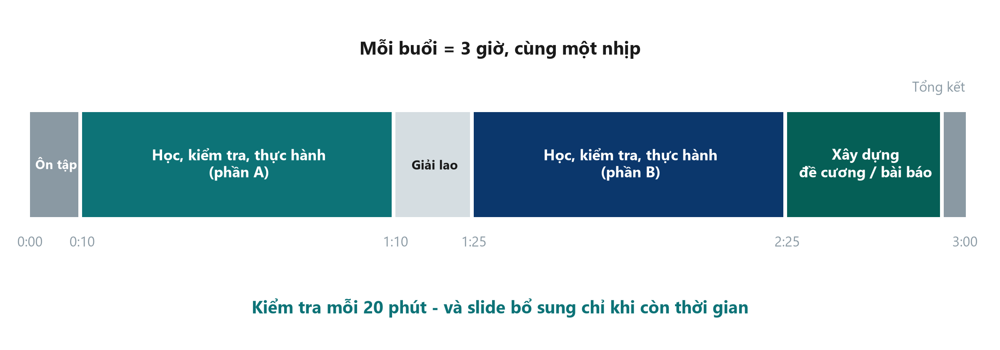 Mỗi buổi = 3 giờ, cùng một nhịp
Tổng kết
Ôn tập
Học, kiểm tra, thực hành
(phần A)
Giải lao
Học, kiểm tra, thực hành
(phần B)
Xây dựng
đề cương / bài báo
0:00
0:10
1:10
1:25
2:25
3:00
Kiểm tra mỗi 20 phút - và slide bổ sung chỉ khi còn thời gian